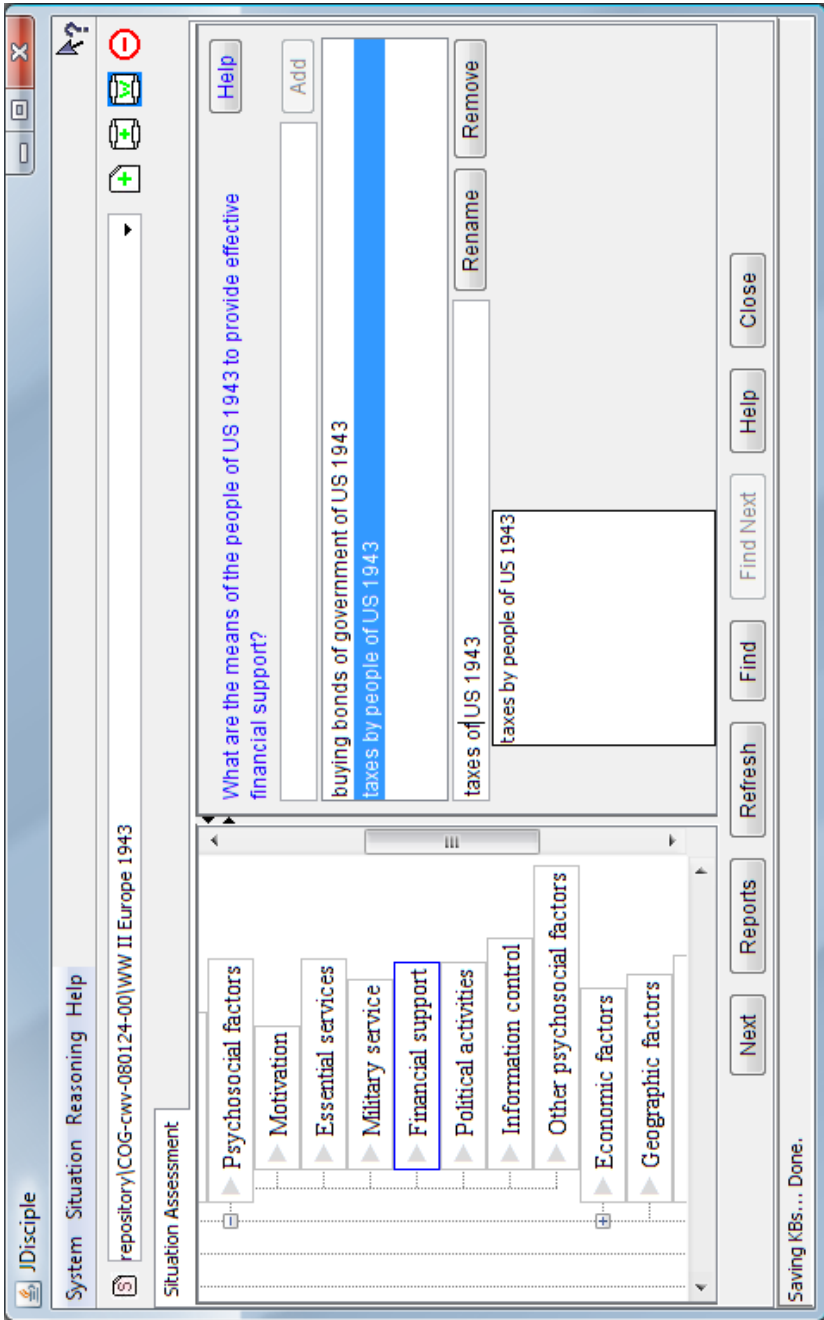 JDisciple
System Situation Reasoning Help
S repository\COG-cwv-080124-00\WW II Europe 1943
Situation Assessment
Psychosocial factors
Motivation
Essential services
Military service
Financial support
Political activities
Information control
Other psychosocial factors
Economic factors
Geographic factors
What are the means of the people of US 1943 to provide effective
financial support?
Help
Add
buying bonds of government of US 1943
taxes by people of US 1943
taxes of US 1943
Rename
Remove
taxes by people of US 1943
Next
Reports
Refresh
Find
Find Next
Help
Close
Saving KBs... Done.